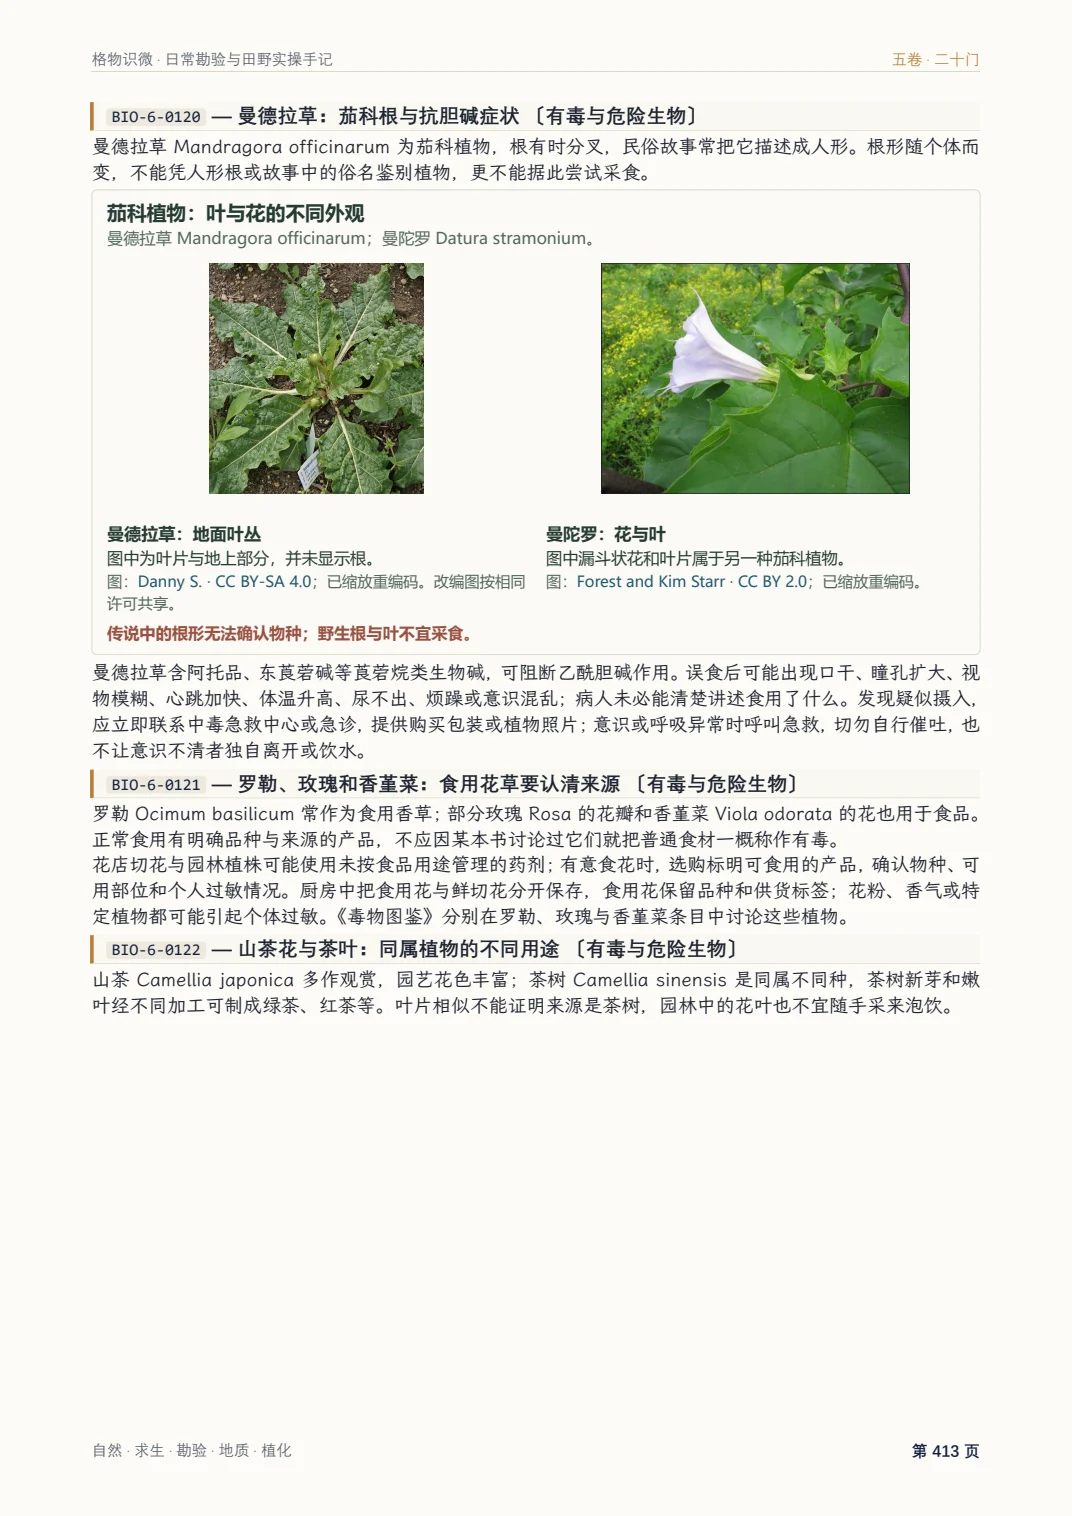 格物识微 · 日常勘验与田野实操手记
五卷 · 二十门
BIO-6-0120 — 曼德拉草：茄科根与抗胆碱症状 〔有毒与危险生物〕
曼德拉草 Mandragora officinarum 为茄科植物，根有时分叉，民俗故事常把它描述成人形。根形随个体而
变，不能凭人形根或故事中的俗名鉴别植物，更不能据此尝试采食。
茄科植物：叶与花的不同外观
曼德拉草 Mandragora officinarum；曼陀罗 Datura stramonium。
曼德拉草：地面叶丛
图中为叶片与地上部分，并未显示根。
图：Danny S. · CC BY-SA 4.0；已缩放重编码。改编图按相同
许可共享。
曼陀罗：花与叶
图中漏斗状花和叶片属于另一种茄科植物。
图：Forest and Kim Starr · CC BY 2.0；已缩放重编码。
传说中的根形无法确认物种；野生根与叶不宜采食。
曼德拉草含阿托品、东莨菪碱等莨菪烷类生物碱，可阻断乙酰胆碱作用。误食后可能出现口干、瞳孔扩大、视
物模糊、心跳加快、体温升高、尿不出、烦躁或意识混乱；病人未必能清楚讲述食用了什么。发现疑似摄入，
应立即联系中毒急救中心或急诊，提供购买包装或植物照片；意识或呼吸异常时呼叫急救，切勿自行催吐，也
不让意识不清者独自离开或饮水。
BIO-6-0121 — 罗勒、玫瑰和香堇菜：食用花草要认清来源 〔有毒与危险生物〕
罗勒 Ocimum basilicum 常作为食用香草；部分玫瑰 Rosa 的花瓣和香堇菜 Viola odorata 的花也用于食品。
正常食用有明确品种与来源的产品，不应因某本书讨论过它们就把普通食材一概称作有毒。
花店切花与园林植株可能使用未按食品用途管理的药剂；有意食花时，选购标明可食用的产品，确认物种、可
用部位和个人过敏情况。厨房中把食用花与鲜切花分开保存，食用花保留品种和供货标签；花粉、香气或特
定植物都可能引起个体过敏。《毒物图鉴》分别在罗勒、玫瑰与香堇菜条目中讨论这些植物。
BIO-6-0122 — 山茶花与茶叶：同属植物的不同用途 〔有毒与危险生物〕
山茶 Camellia japonica 多作观赏，园艺花色丰富；茶树 Camellia sinensis 是同属不同种，茶树新芽和嫩
叶经不同加工可制成绿茶、红茶等。叶片相似不能证明来源是茶树，园林中的花叶也不宜随手采来泡饮。
自然 · 求生 · 勘验 · 地质 · 植化
第 413 页